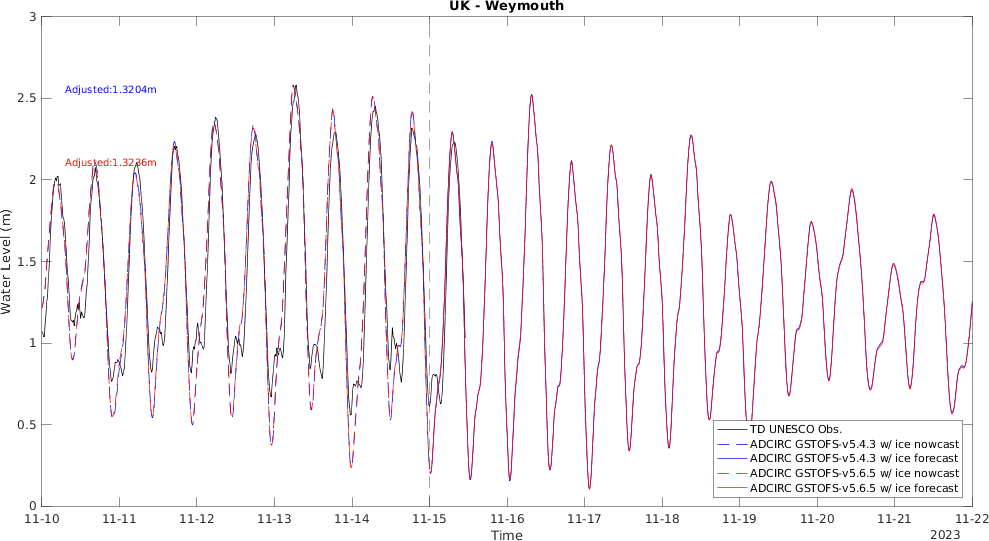 UK - Weymouth
3
2.5
2
1.5
1
0.5
0
Water Level (m)
Adjusted:1.3204m
Adjusted:1.3236m
TD UNESCO Obs.
ADCIRC GSTOFS-v5.4.3 w/ ice nowcast
ADCIRC GSTOFS-v5.4.3 w/ ice forecast
ADCIRC GSTOFS-v5.6.5 w/ ice nowcast
ADCIRC GSTOFS-v5.6.5 w/ ice forecast
11-10 11-11 11-12 11-13 11-14 11-15 11-16 11-17 11-18 11-19 11-20 11-21 11-22
Time
2023